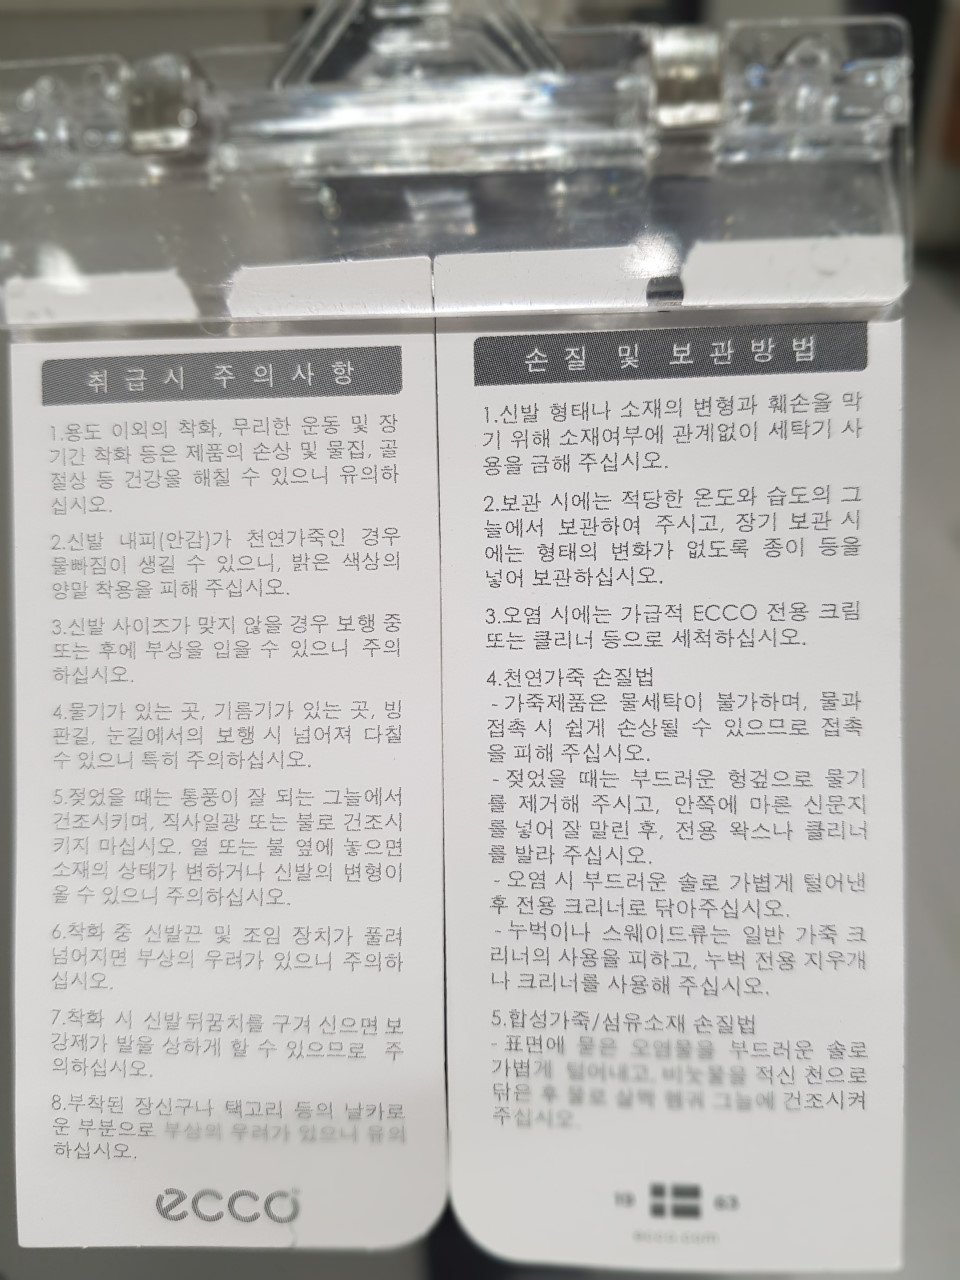 취급시 주의사항
1.용도 이외의 착화, 무리한 운동 및 장
기간 착화 등은 제품의 손상 및 물집, 골
절상 등 건강을 해칠 수 있으니 유의하
십시오.
2.신발 내피(안감)가 천연가죽인 경우
물빠짐이 생길 수 있으니, 밝은 색상의
양말 착용을 피해 주십시오.
3.신발 사이즈가 맞지 않을 경우 보행 중
또는 후에 부상을 입을 수 있으니 주의
하십시오.
4.물기가 있는 곳, 기름기가 있는 곳, 빙
판길, 눈길에서의 보행 시 넘어져 다칠
수 있으니 특히 주의하십시오.
5.젖었을 때는 통풍이 잘 되는 그늘에서
건조시키며, 직사일광 또는 불로 건조시
키지 마십시오. 열 또는 불 옆에 놓으면
소재의 상태가 변하거나 신발의 변형이
올 수 있으니 주의하십시오.
6.착화 중 신발끈 및 조임 장치가 풀려
넘어지면 부상의 우려가 있으니 주의하
십시오.
7.착화 시 신발뒤꿈치를 구겨 신으면 보
강제가 발을 상하게 할 수 있으므로 주
의하십시오.
8.부착된 장신구나 택고리 등의 날카로
운 부분으로 부상의 우려가 있으니 유의
하십시오.
ecco
손질 및 보관방법
1.신발 형태나 소재의 변형과 훼손을 막
기 위해 소재여부에 관계없이 세탁기 사
용을 금해 주십시오.
2.보관 시에는 적당한 온도와 습도의 그
늘에서 보관하여 주시고, 장기 보관 시
에는 형태의 변화가 없도록 종이 등을
넣어 보관하십시오.
3.오염 시에는 가급적 ECCO 전용 크림
또는 클리너 등으로 세척하십시오.
4.천연가죽 손질법
-가죽제품은 물세탁이 불가하며, 물과
접촉 시 쉽게 손상될 수 있으므로 접촉
을 피해 주십시오.
-젖었을 때는 부드러운 헝겊으로 물기
를 제거해 주시고, 안쪽에 마른 신문지
를 넣어 잘 말린 후, 전용 왁스나 클리너
를 발라 주십시오.
-오염 시 부드러운 솔로 가볍게 털어낸
후 전용 크리너로 닦아주십시오.
-누벅이나 스웨이드류는 일반 가죽 크
리너의 사용을 피하고, 누벅 전용 지우개
나 크리너를 사용해 주십시오.
5.합성가죽/섬유소재 손질법
-표면에 묻은 오염물을 부드러운 솔로
가볍게 털어내고, 비눗물을 적신 천으로
닦은 후 물로 살짝 헹궈 그늘에 건조시켜
주십시오.
19 63
ecco.com